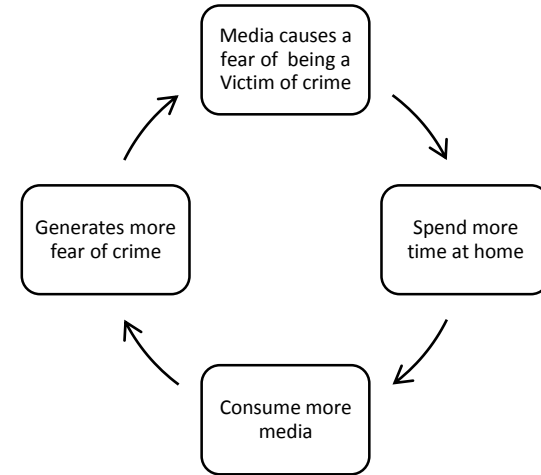 Media causes a
fear of being a
Victim of crime
Spend more
time at home
Consume more
media
Generates more
fear of crime